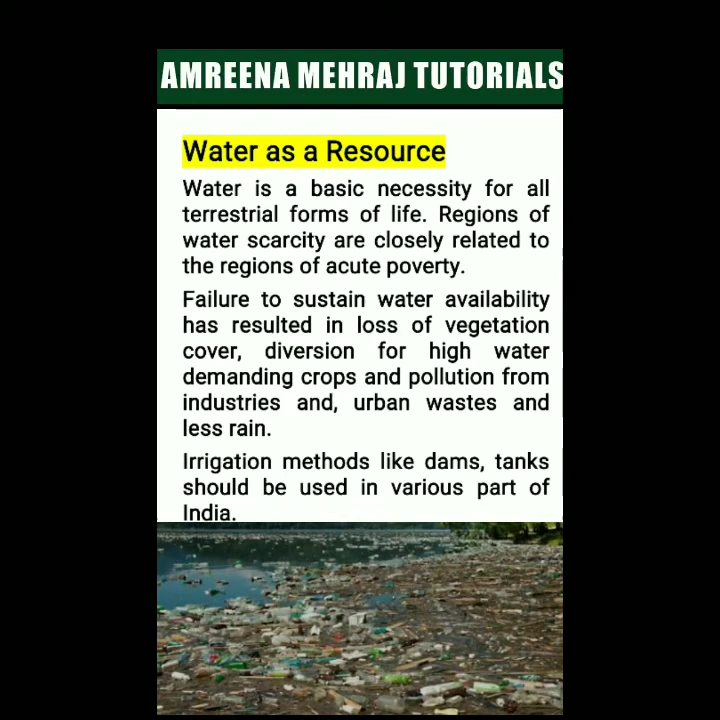 AMREENA MEHRAJ TUTORIALS
Water as a Resource
Water is a basic necessity for all
terrestrial forms of life. Regions of
water scarcity are closely related to
the regions of acute poverty.
Failure to sustain water availability
has resulted in loss of vegetation
cover, diversion for high water
demanding crops and pollution from
industries and, urban wastes and
less rain.
Irrigation methods like dams, tanks
should be used in various part of
India.